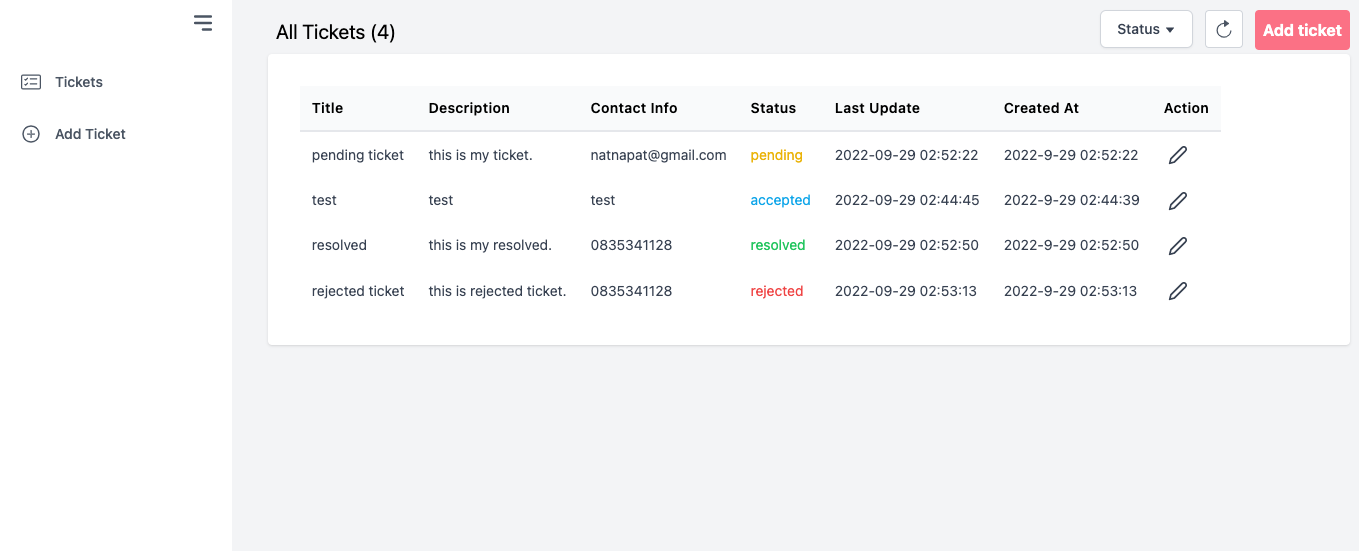 All Tickets (4)
Status
Add ticket
Tickets
Add Ticket
Title Description Contact Info Status Last Update Created At Action
pending ticket this is my ticket. natnapat@gmail.com pending 2022-09-29 02:52:22 2022-9-29 02:52:22
test test test accepted 2022-09-29 02:44:45 2022-9-29 02:44:39
resolved this is my resolved. 0835341128 resolved 2022-09-29 02:52:50 2022-9-29 02:52:50
rejected ticket this is rejected ticket. 0835341128 rejected 2022-09-29 02:53:13 2022-9-29 02:53:13